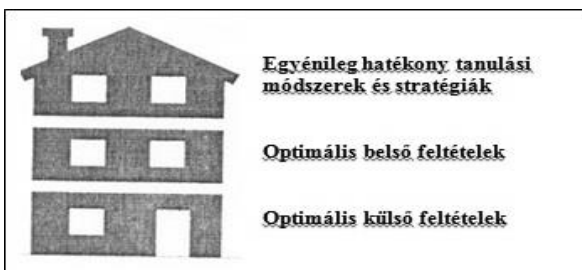 Egyénileg hatékony tanulási
módszerek és stratégiák
Optimális belső feltételek
Optimális külső feltételek